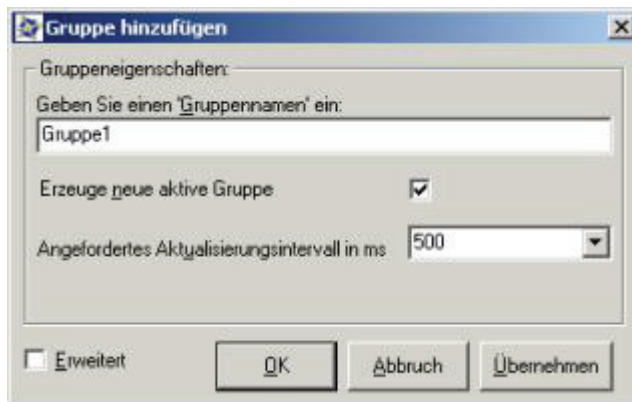 Gruppe hinzufügen
Gruppeneigenschaften:
Geben Sie einen 'Gruppennamen' ein:
Gruppe1
Erzeuge neue aktive Gruppe
Angefordertes Aktualisierungsintervall in ms
500
Erweitert
OK
Abbruch
Übernehmen